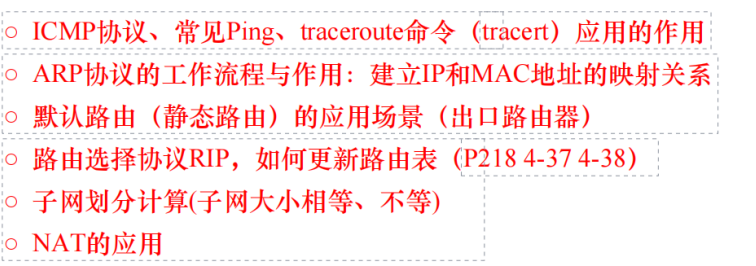 ○ ICMP协议、常见Ping、traceroute命令（tracert）应用的作用
○ ARP协议的工作流程与作用：建立IP和MAC地址的映射关系
○ 默认路由（静态路由）的应用场景（出口路由器）
○ 路由选择协议RIP，如何更新路由表（P218 4-37 4-38）
○ 子网划分计算(子网大小相等、不等)
○ NAT的应用